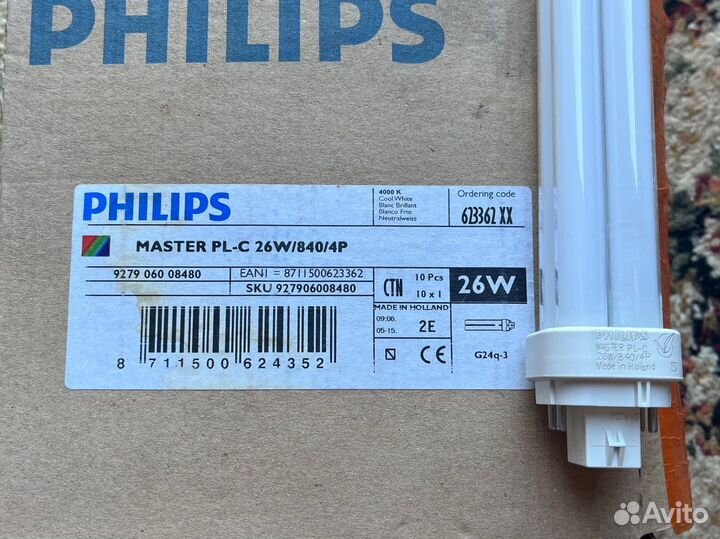 PHILIPS
PHILIPS
MASTER PL-C 26W/840/4P
9279 060 08480
EAN1 = 8711500623362
SKU 927906008480
8 711500 624352
4000 K
Cool White
Blanc Brillant
Blanco Frio
Neutralweiss
Ordering code
623362 XX
CTN
10 Pcs
10 x 1
26W
MADE IN HOLLAND
09:06.
05-15.
2E
CE
G24q-3
PHILIPS
MASTER PL-C
26W/840/4P
Made in Holland
Avito